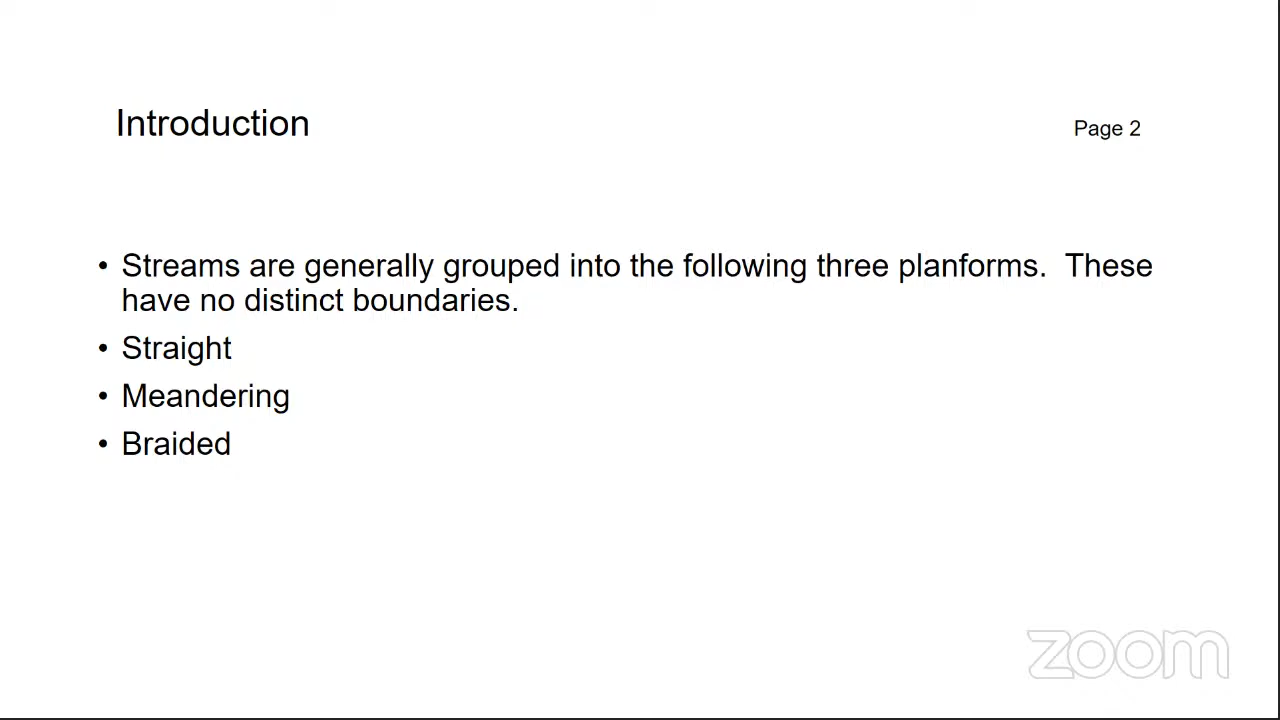 Introduction
Page 2
• Streams are generally grouped into the following three planforms.  These
have no distinct boundaries.
• Straight
• Meandering
• Braided
zoom